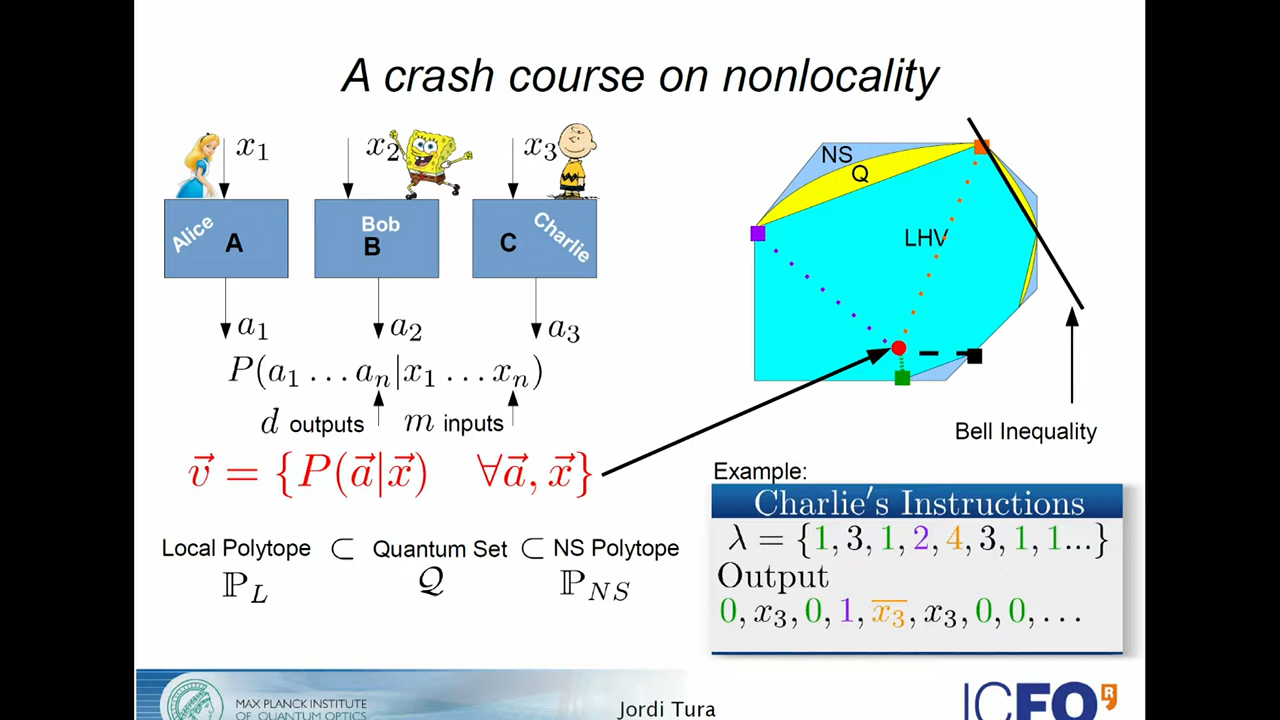 A crash course on nonlocality
x₁ x₂ x₃
Alice A
Bob B
C Charlie
a₁ a₂ a₃
P(a₁ … aₙ|x₁ … xₙ)
d outputs m inputs
v⃗ = {P(a⃗|x⃗) ∀a⃗, x⃗}
Local Polytope ⊂ Quantum Set ⊂ NS Polytope
ℙ_L 𝒬 ℙ_NS
NS
Q
LHV
Bell Inequality
Example:
Charlie's Instructions
λ = {1, 3, 1, 2, 4, 3, 1, 1...}
Output
0, x₃, 0, 1, x̅₃̅, x₃, 0, 0, …
MAX PLANCK INSTITUTE
OF QUANTUM OPTICS
Jordi Tura
ICFO R